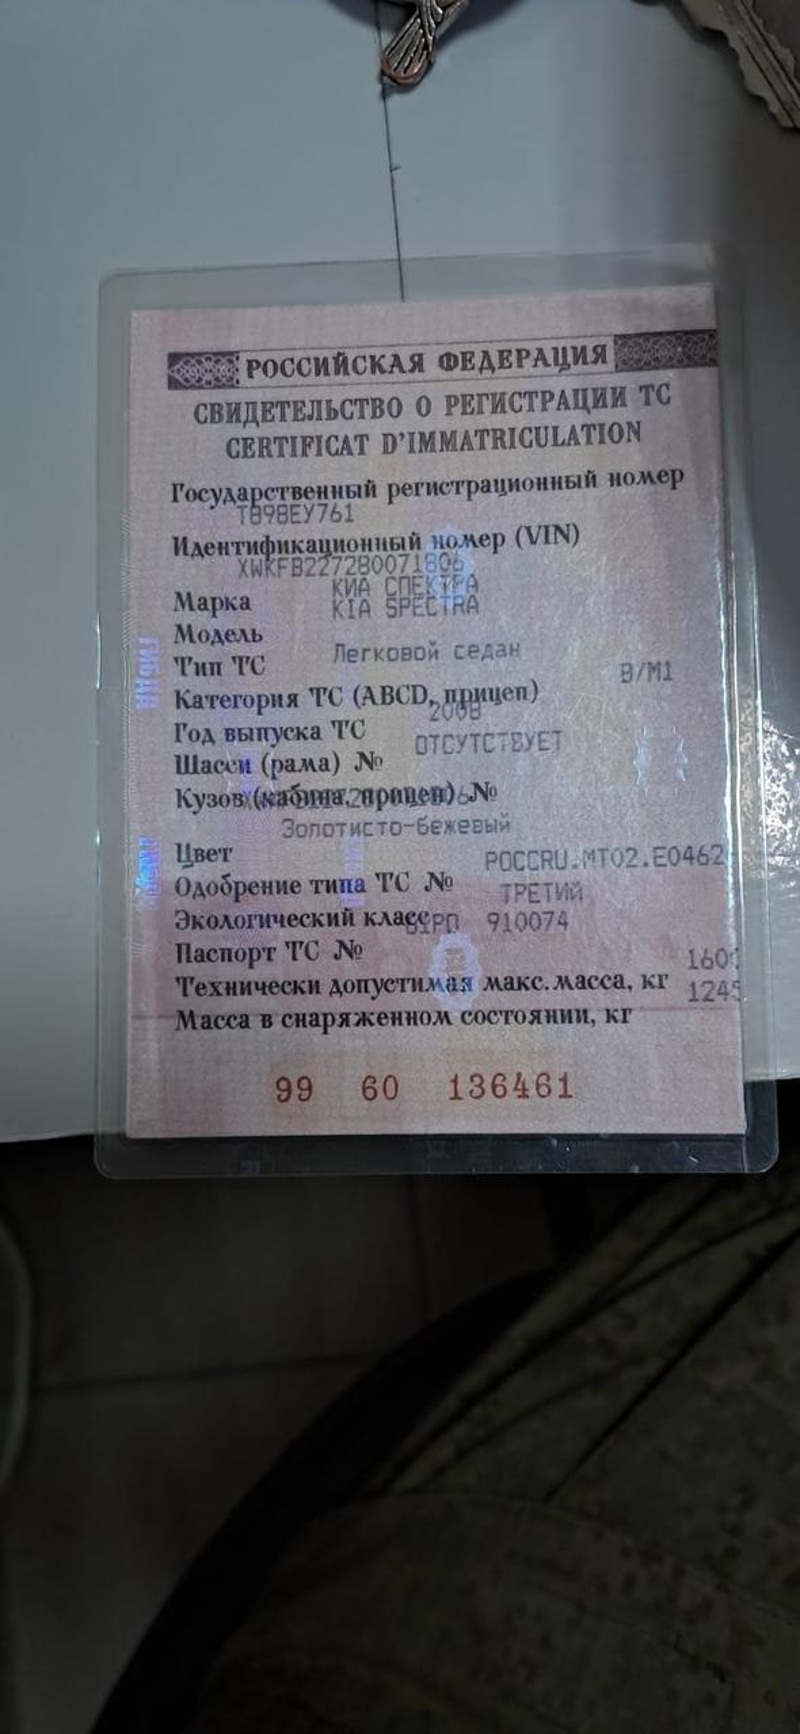 РОССИЙСКАЯ ФЕДЕРАЦИЯ
СВИДЕТЕЛЬСТВО О РЕГИСТРАЦИИ ТС
CERTIFICAT D'IMMATRICULATION
Государственный регистрационный номер
Т898ЕУ761
Идентификационный номер (VIN)
XWKFB227280071806
КИА СПЕКТРА
Марка KIA SPECTRA
Модель
Тип ТС Легковой седан
B/M1
Категория ТС (ABCD, прицеп)
2008
Год выпуска ТС
ОТСУТСТВУЕТ
Шасси (рама) №
Кузов (кабина, прицеп) №
Золотисто-бежевый
Цвет
РОССRU.МТ02.Е0462
Одобрение типа ТС №
ТРЕТИЙ
Экологический класс
910074
Паспорт ТС №
Технически допустимая макс. масса, кг
Масса в снаряженном состоянии, кг
99 60 136461